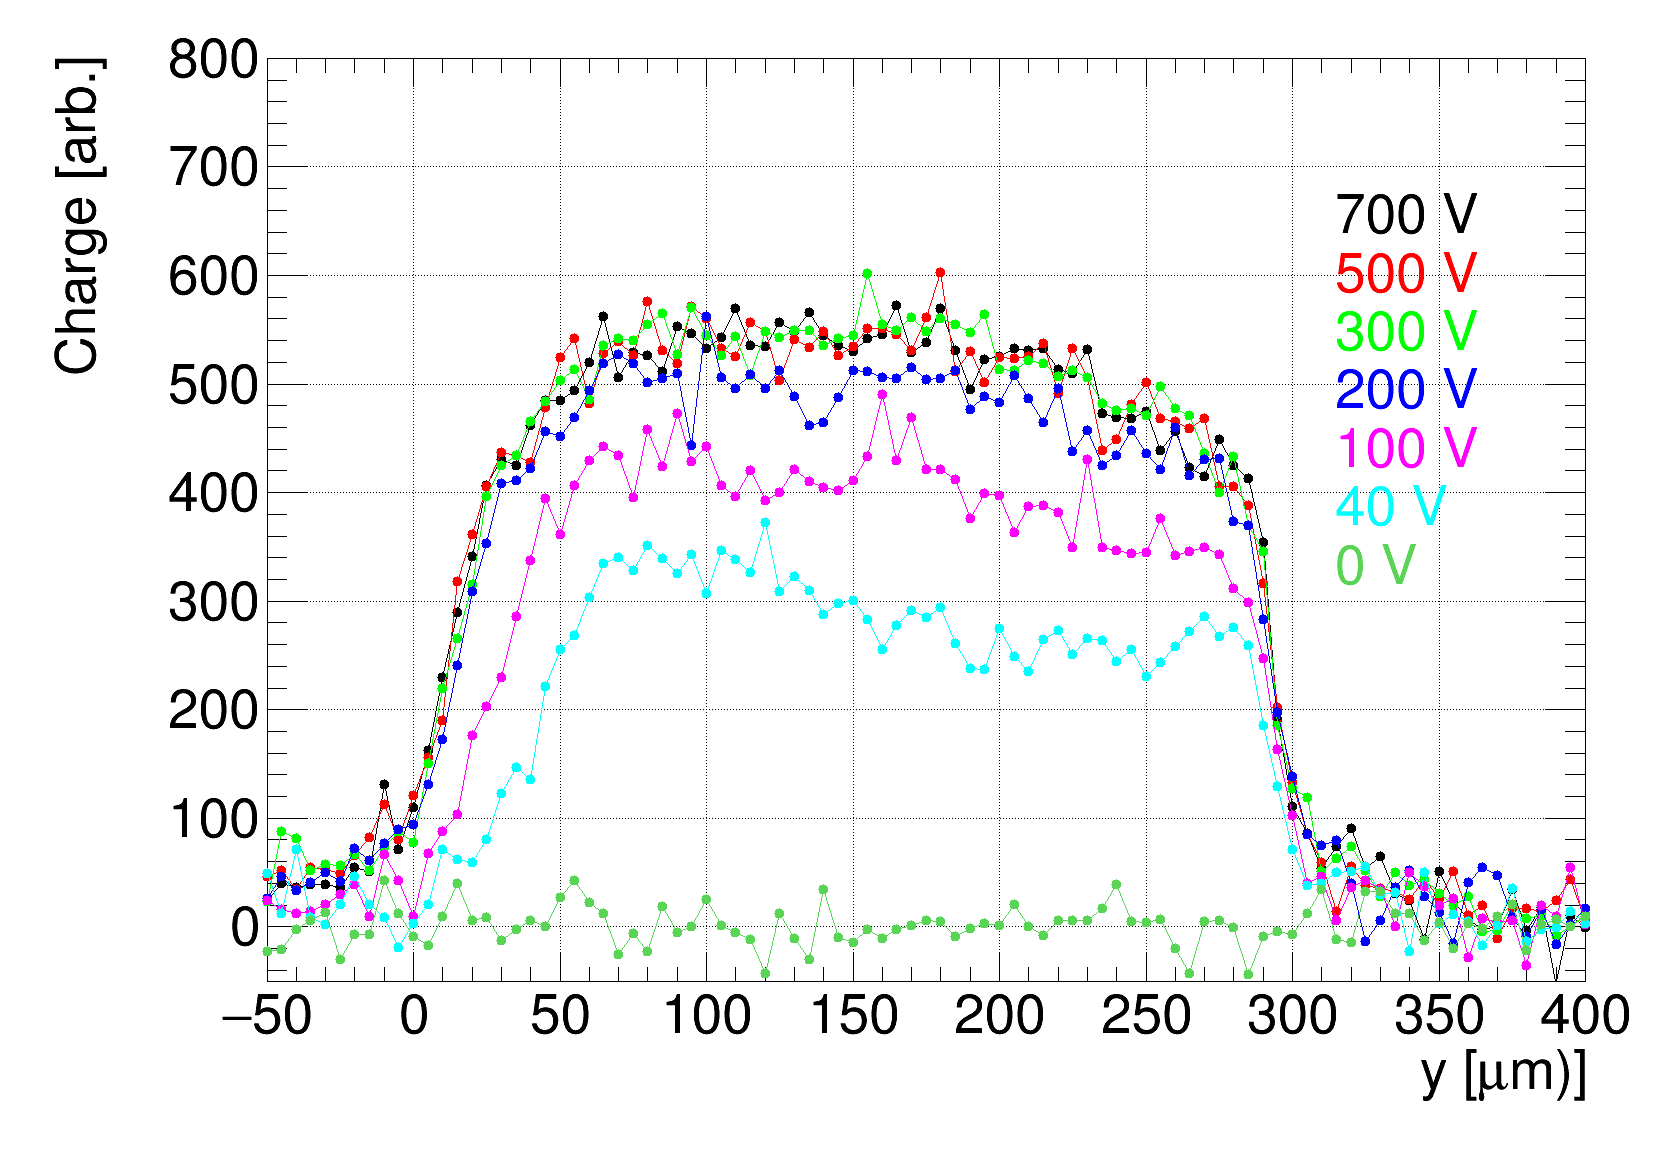 Charge [arb.]
800
700
600
500
400
300
200
100
0
700 V
500 V
300 V
200 V
100 V
40 V
0 V
−50 0 50 100 150 200 250 300 350 400
y [μm)]